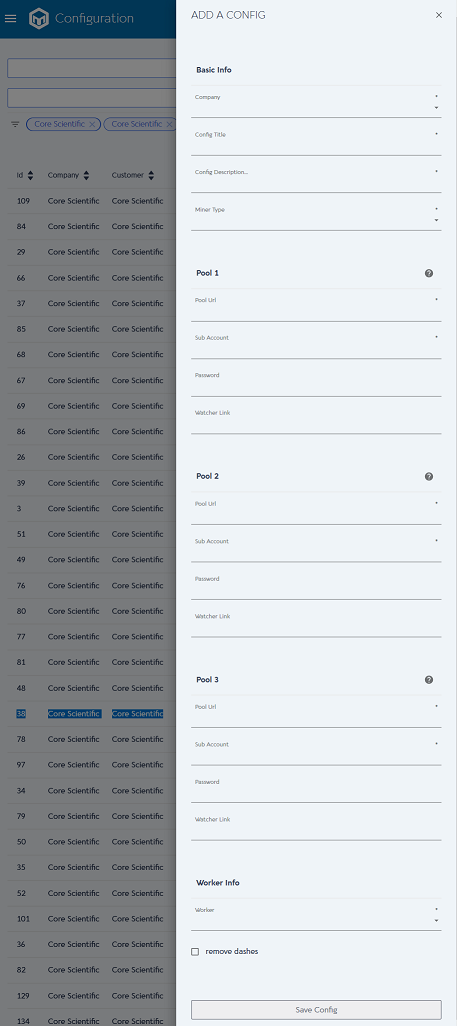 Configuration
ADD A CONFIG
Core Scientific
Core Scientific
Id Company Customer
109 Core Scientific Core Scientific
84 Core Scientific Core Scientific
29 Core Scientific Core Scientific
66 Core Scientific Core Scientific
37 Core Scientific Core Scientific
85 Core Scientific Core Scientific
68 Core Scientific Core Scientific
67 Core Scientific Core Scientific
69 Core Scientific Core Scientific
86 Core Scientific Core Scientific
26 Core Scientific Core Scientific
39 Core Scientific Core Scientific
3 Core Scientific Core Scientific
51 Core Scientific Core Scientific
49 Core Scientific Core Scientific
76 Core Scientific Core Scientific
80 Core Scientific Core Scientific
77 Core Scientific Core Scientific
81 Core Scientific Core Scientific
48 Core Scientific Core Scientific
38 Core Scientific Core Scientific
78 Core Scientific Core Scientific
97 Core Scientific Core Scientific
34 Core Scientific Core Scientific
79 Core Scientific Core Scientific
50 Core Scientific Core Scientific
35 Core Scientific Core Scientific
52 Core Scientific Core Scientific
101 Core Scientific Core Scientific
36 Core Scientific Core Scientific
82 Core Scientific Core Scientific
129 Core Scientific Core Scientific
134 Core Scientific Core Scientific
Basic Info
Company *
Config Title *
Config Description... *
Miner Type *
Pool 1 ?
Pool Url *
Sub Account *
Password
Watcher Link
Pool 2 ?
Pool Url *
Sub Account *
Password
Watcher Link
Pool 3 ?
Pool Url *
Sub Account *
Password
Watcher Link
Worker Info
Worker *
remove dashes
Save Config